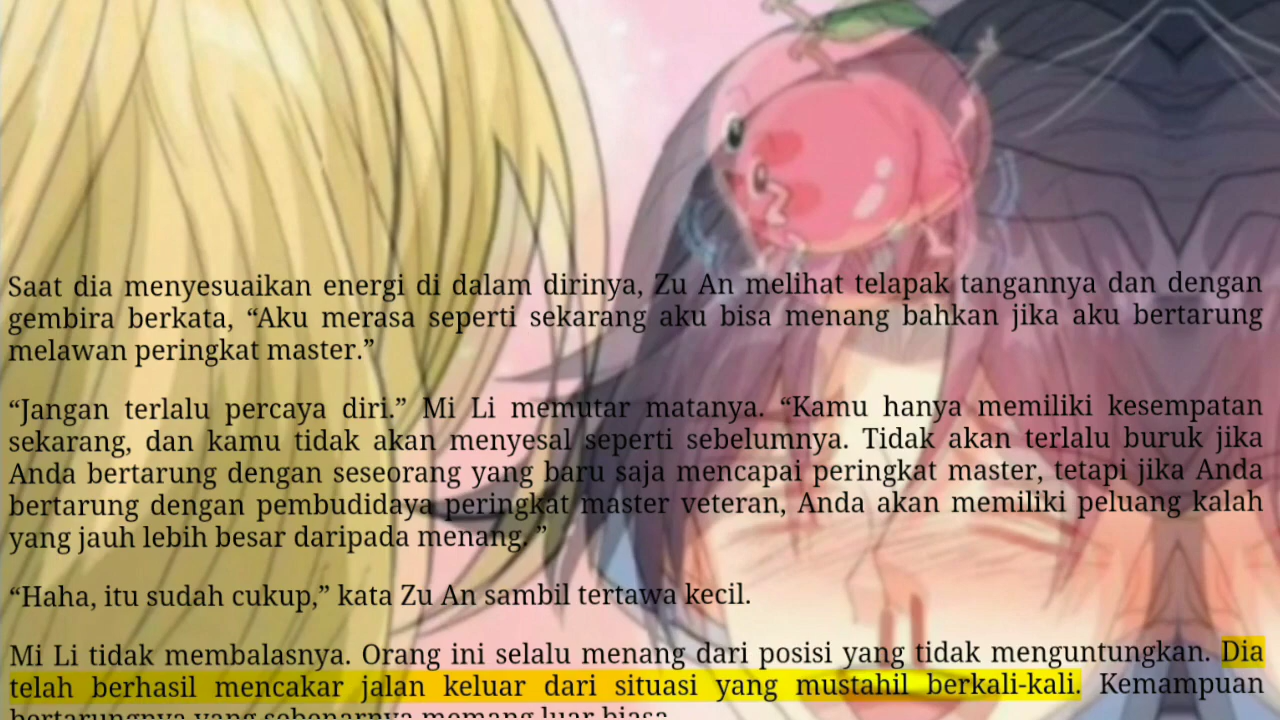 Saat dia menyesuaikan energi di dalam dirinya, Zu An melihat telapak tangannya dan dengan
gembira berkata, “Aku merasa seperti sekarang aku bisa menang bahkan jika aku bertarung
melawan peringkat master.”
“Jangan terlalu percaya diri.” Mi Li memutar matanya. “Kamu hanya memiliki kesempatan
sekarang, dan kamu tidak akan menyesal seperti sebelumnya. Tidak akan terlalu buruk jika
Anda bertarung dengan seseorang yang baru saja mencapai peringkat master, tetapi jika Anda
bertarung dengan pembudidaya peringkat master veteran, Anda akan memiliki peluang kalah
yang jauh lebih besar daripada menang. ”
“Haha, itu sudah cukup,” kata Zu An sambil tertawa kecil.
Mi Li tidak membalasnya. Orang ini selalu menang dari posisi yang tidak menguntungkan. Dia
telah berhasil mencakar jalan keluar dari situasi yang mustahil berkali-kali. Kemampuan
bertarungnya yang sebenarnya memang luar biasa.